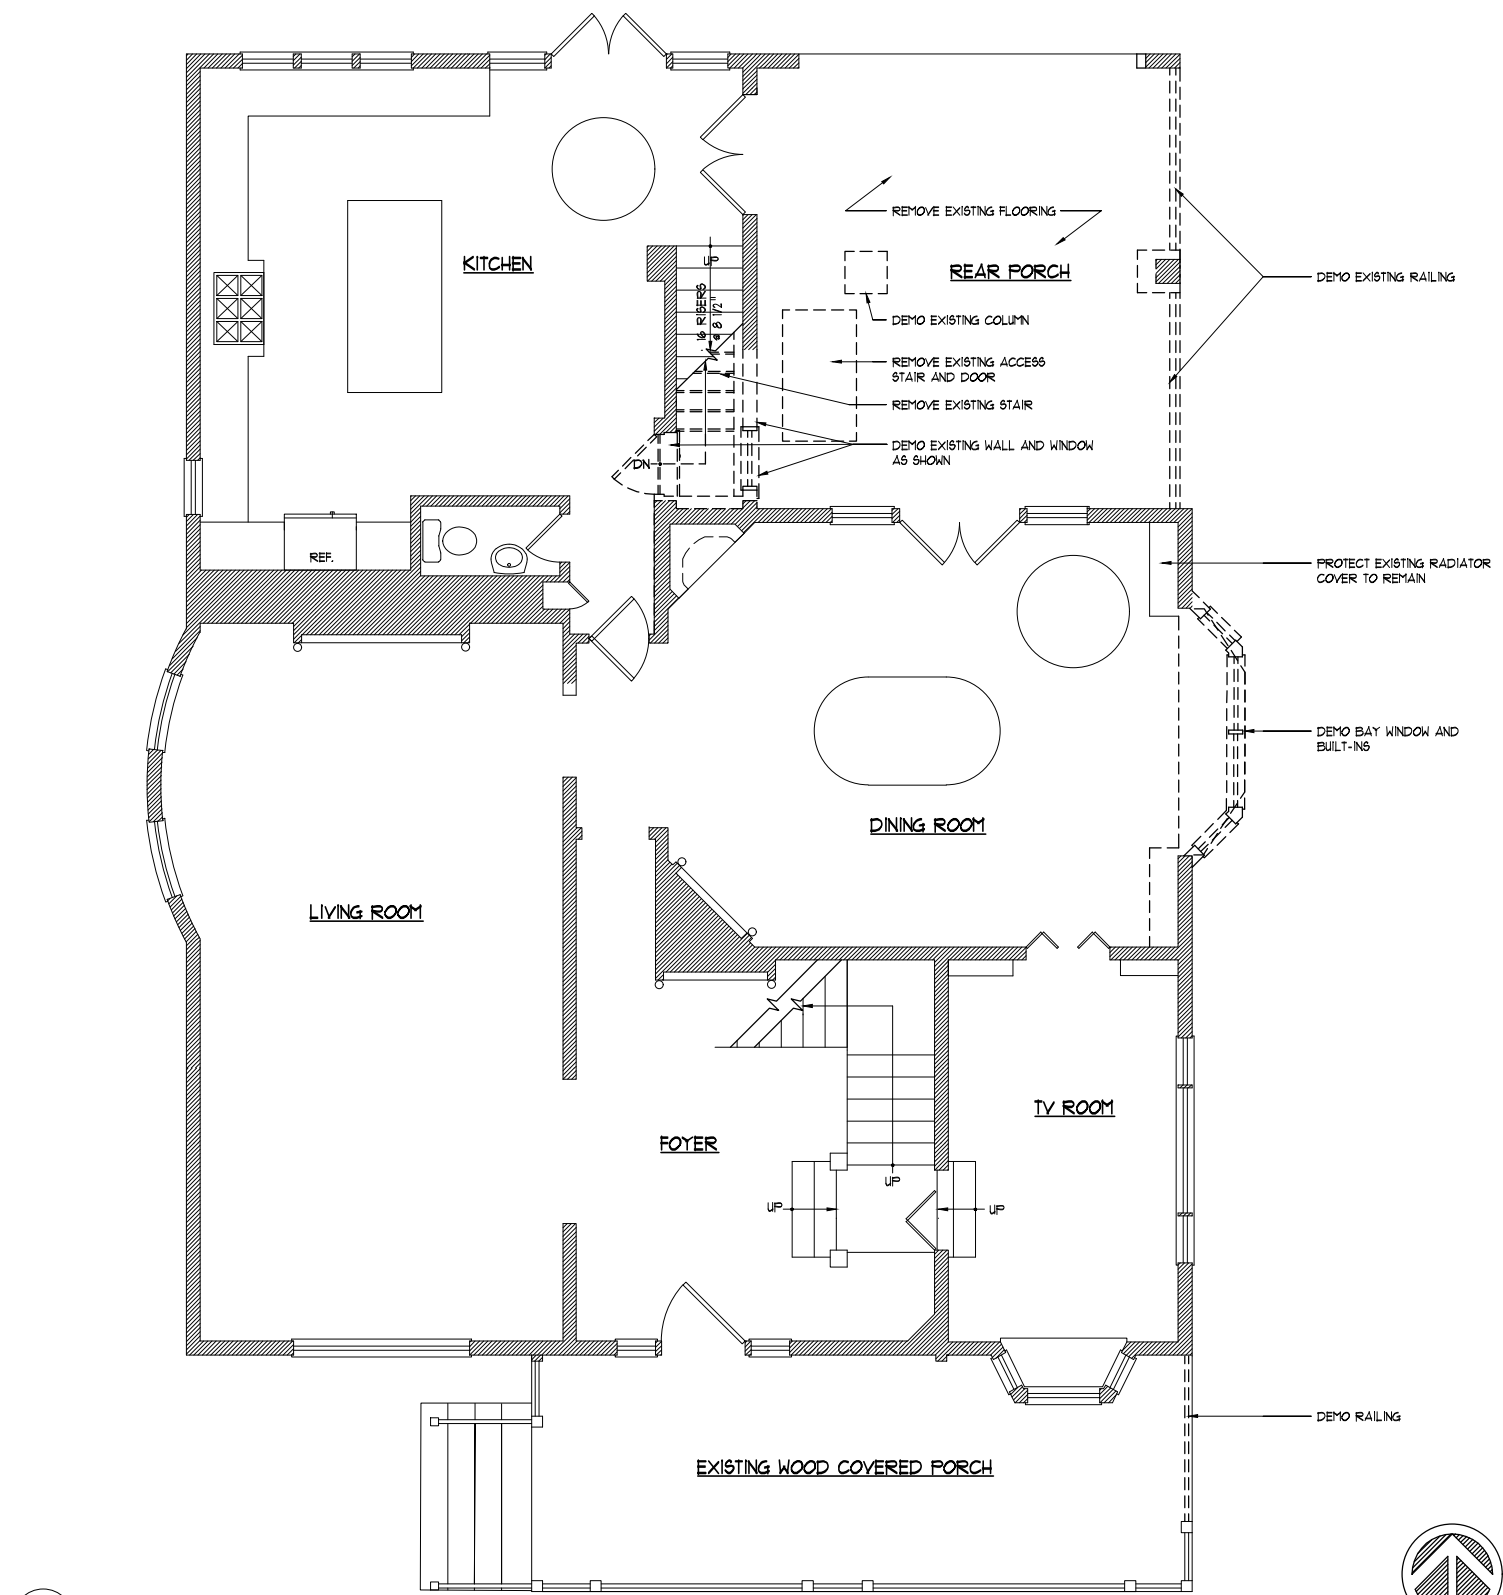 REMOVE EXISTING FLOORING
KITCHEN
UP
REAR PORCH
DEMO EXISTING RAILING
16 RISERS
@ 8 1/2"
DEMO EXISTING COLUMN
REMOVE EXISTING ACCESS
STAIR AND DOOR
REMOVE EXISTING STAIR
DEMO EXISTING WALL AND WINDOW
AS SHOWN
DN
REF.
PROTECT EXISTING RADIATOR
COVER TO REMAIN
DEMO BAY WINDOW AND
BUILT-INS
DINING ROOM
LIVING ROOM
TV ROOM
FOYER
UP
UP
UP
DEMO RAILING
EXISTING WOOD COVERED PORCH